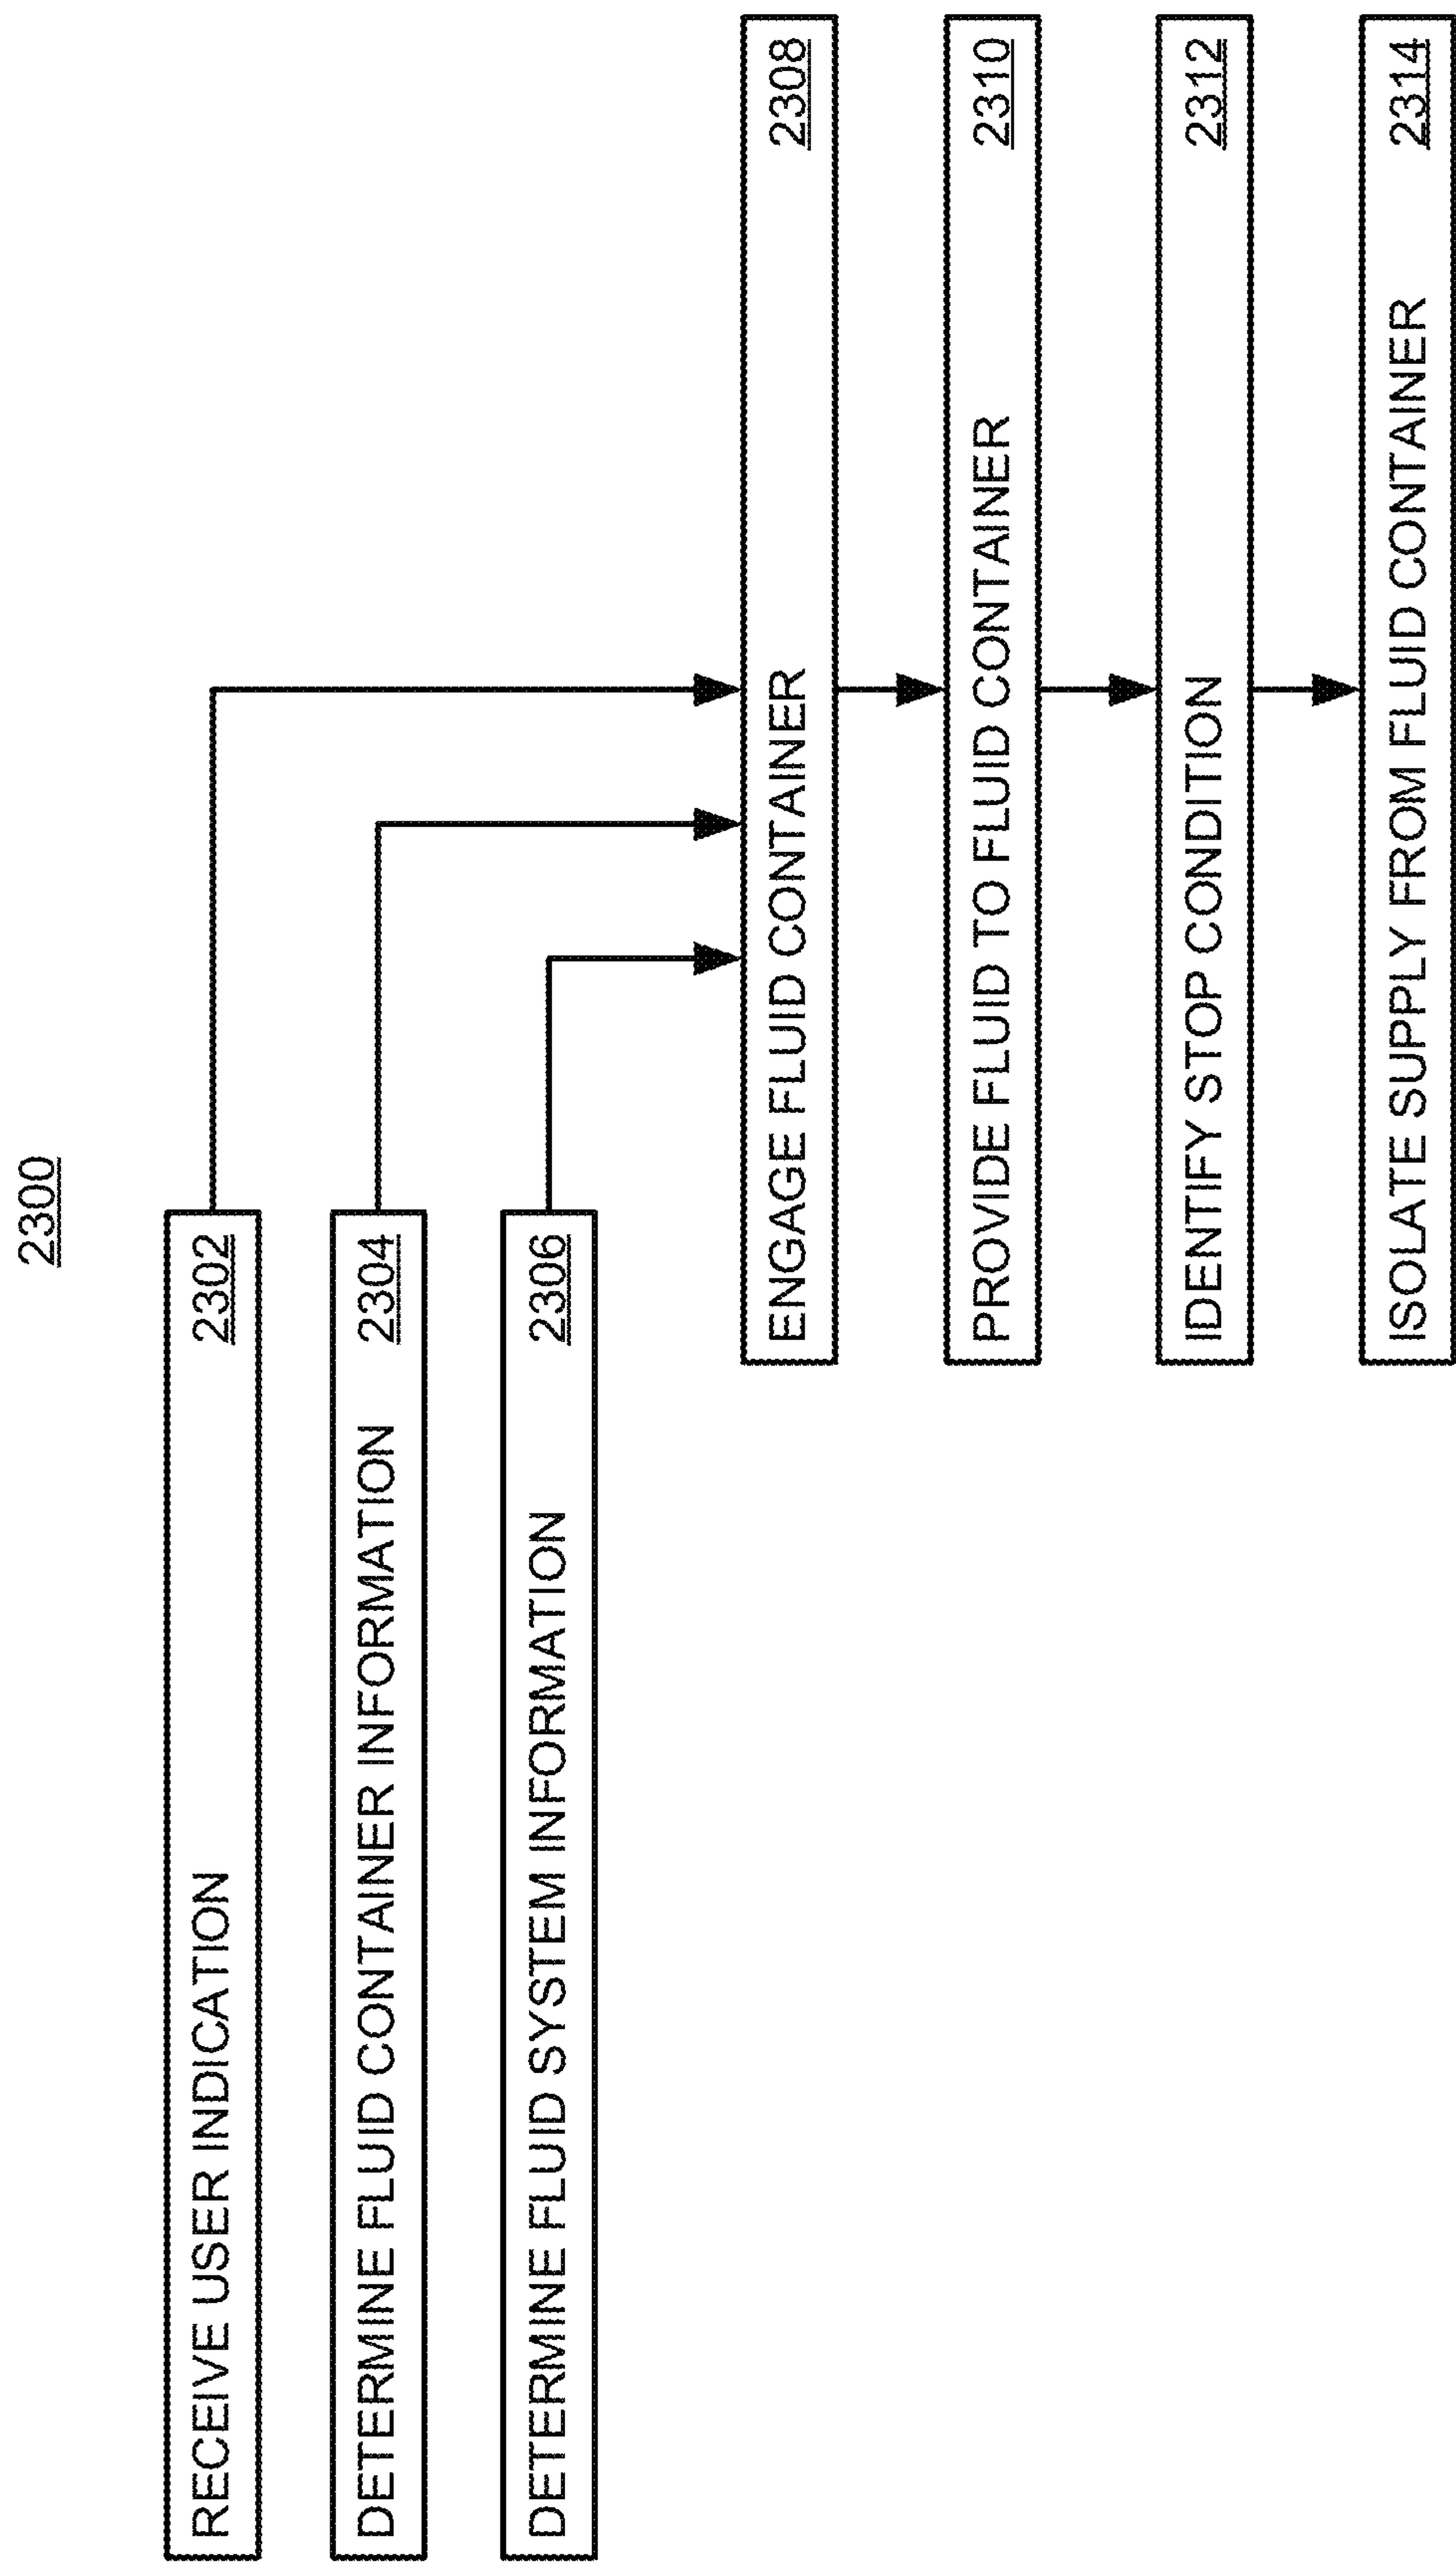 2300
RECEIVE USER INDICATION 2302
DETERMINE FLUID CONTAINER INFORMATION 2304
DETERMINE FLUID SYSTEM INFORMATION 2306
ENGAGE FLUID CONTAINER 2308
PROVIDE FLUID TO FLUID CONTAINER 2310
IDENTIFY STOP CONDITION 2312
ISOLATE SUPPLY FROM FLUID CONTAINER 2314